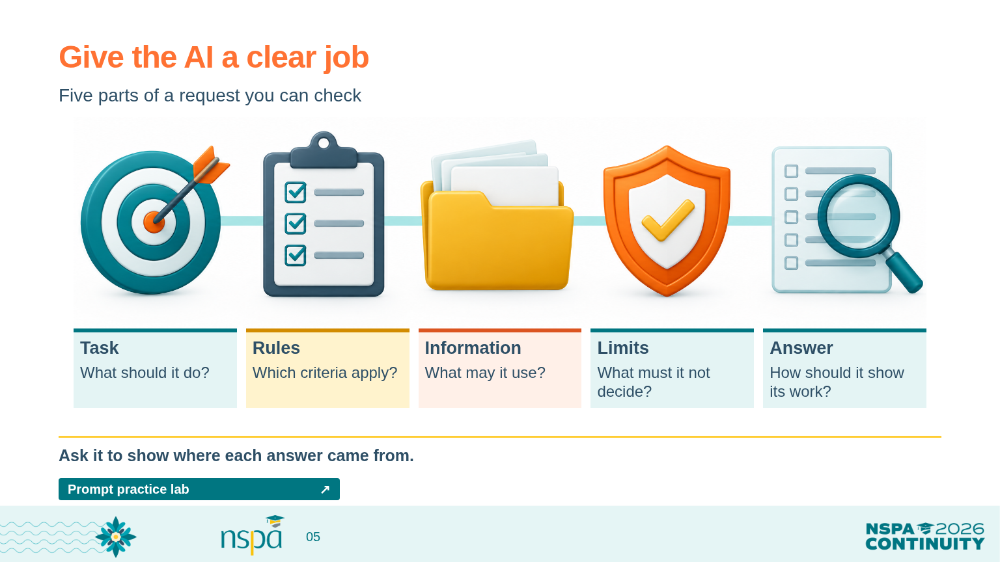 Give the AI a clear job
Five parts of a request you can check
Task
What should it do?
Rules
Which criteria apply?
Information
What may it use?
Limits
What must it not
decide?
Answer
How should it show
its work?
Ask it to show where each answer came from.
Prompt practice lab ↗
nspa
05
NSPA 2026
CONTINUITY